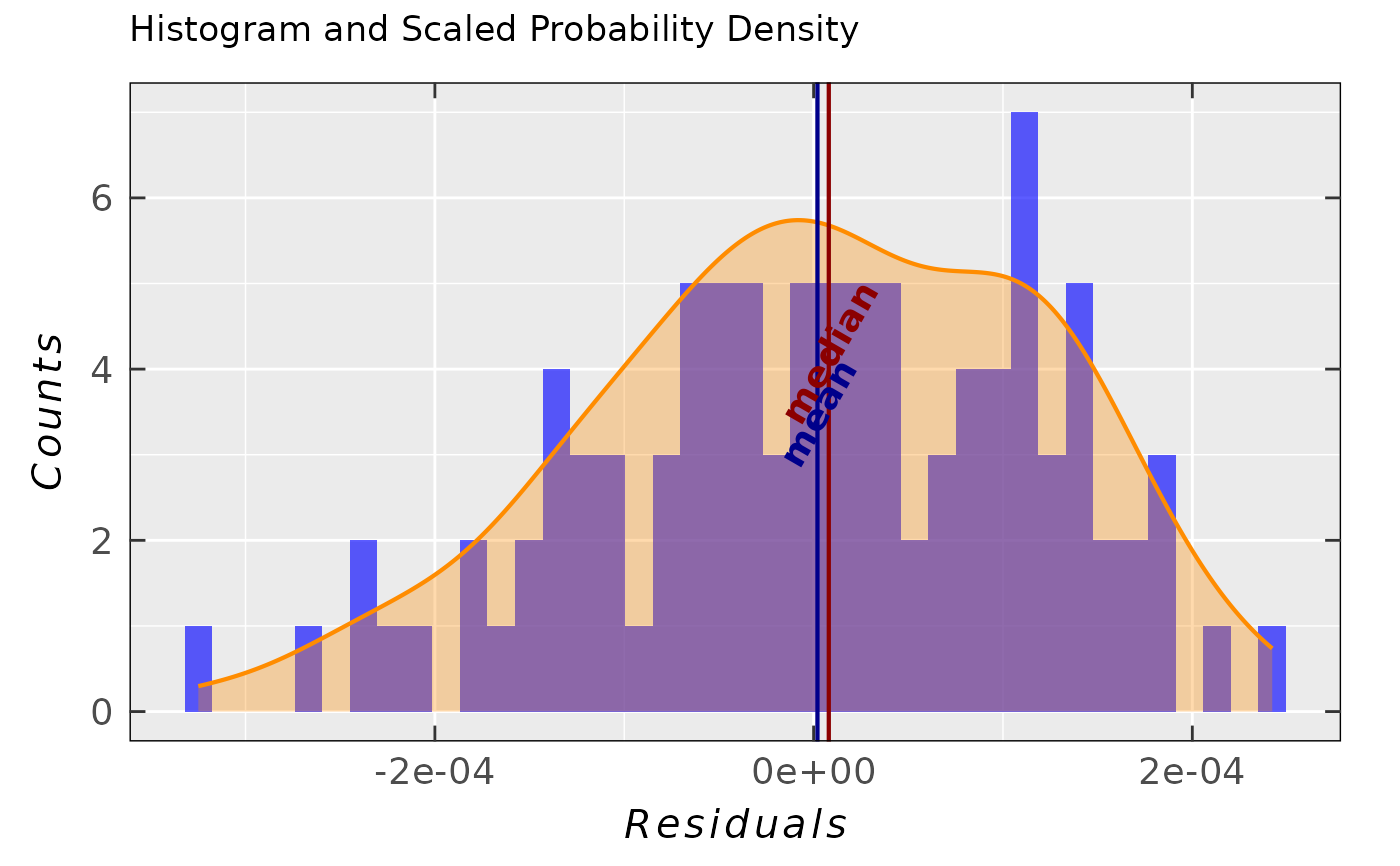 Histogram and Scaled Probability Density
Counts
6
4
2
0
median
mean
-2e-04
0e+00
2e-04
Residuals